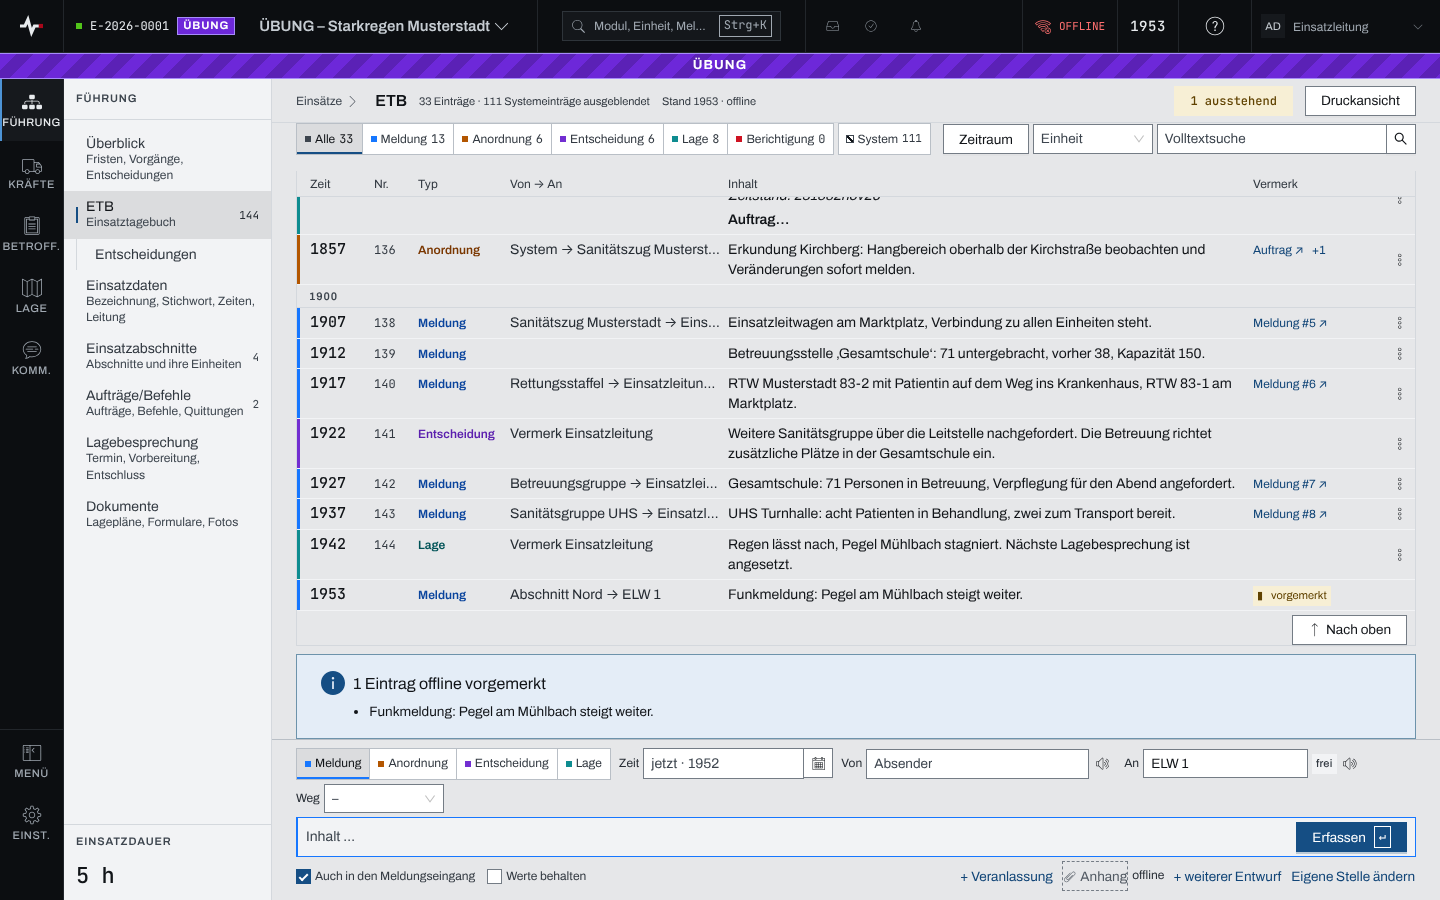 E-2026-0001 ÜBUNG ÜBUNG – Starkregen Musterstadt Modul, Einheit, Mel... Strg+K OFFLINE 1953 ? AD Einsatzleitung
ÜBUNG
FÜHRUNG
KRÄFTE
BETROFF.
LAGE
KOMM.
MENÜ
EINST.
FÜHRUNG
Überblick
Fristen, Vorgänge,
Entscheidungen
ETB
Einsatztagebuch 144
Entscheidungen
Einsatzdaten
Bezeichnung, Stichwort, Zeiten,
Leitung
Einsatzabschnitte
Abschnitte und ihre Einheiten 4
Aufträge/Befehle
Aufträge, Befehle, Quittungen 2
Lagebesprechung
Termin, Vorbereitung,
Entschluss
Dokumente
Lagepläne, Formulare, Fotos
EINSATZDAUER
5 h
Einsätze ETB 33 Einträge · 111 Systemeinträge ausgeblendet Stand 1953 · offline 1 ausstehend Druckansicht
Alle 33 Meldung 13 Anordnung 6 Entscheidung 6 Lage 8 Berichtigung 0 System 111 Zeitraum Einheit Volltextsuche
Zeit Nr. Typ Von → An Inhalt Vermerk
Auftrag...
1857 136 Anordnung System → Sanitätszug Musterst... Erkundung Kirchberg: Hangbereich oberhalb der Kirchstraße beobachten und Auftrag ↗ +1
Veränderungen sofort melden.
1900
1907 138 Meldung Sanitätszug Musterstadt → Eins... Einsatzleitwagen am Marktplatz, Verbindung zu allen Einheiten steht. Meldung #5 ↗
1912 139 Meldung Betreuungsstelle ‚Gesamtschule‘: 71 untergebracht, vorher 38, Kapazität 150.
1917 140 Meldung Rettungsstaffel → Einsatzleitun... RTW Musterstadt 83-2 mit Patientin auf dem Weg ins Krankenhaus, RTW 83-1 am Meldung #6 ↗
Marktplatz.
1922 141 Entscheidung Vermerk Einsatzleitung Weitere Sanitätsgruppe über die Leitstelle nachgefordert. Die Betreuung richtet
zusätzliche Plätze in der Gesamtschule ein.
1927 142 Meldung Betreuungsgruppe → Einsatzlei... Gesamtschule: 71 Personen in Betreuung, Verpflegung für den Abend angefordert. Meldung #7 ↗
1937 143 Meldung Sanitätsgruppe UHS → Einsatzl... UHS Turnhalle: acht Patienten in Behandlung, zwei zum Transport bereit. Meldung #8 ↗
1942 144 Lage Vermerk Einsatzleitung Regen lässt nach, Pegel Mühlbach stagniert. Nächste Lagebesprechung ist
angesetzt.
1953 Meldung Abschnitt Nord → ELW 1 Funkmeldung: Pegel am Mühlbach steigt weiter. vorgemerkt
↑ Nach oben
1 Eintrag offline vorgemerkt
• Funkmeldung: Pegel am Mühlbach steigt weiter.
Meldung Anordnung Entscheidung Lage Zeit jetzt · 1952 Von Absender An ELW 1 frei
Weg –
Inhalt ... Erfassen ↵
Auch in den Meldungseingang Werte behalten + Veranlassung Anhang offline + weiterer Entwurf Eigene Stelle ändern